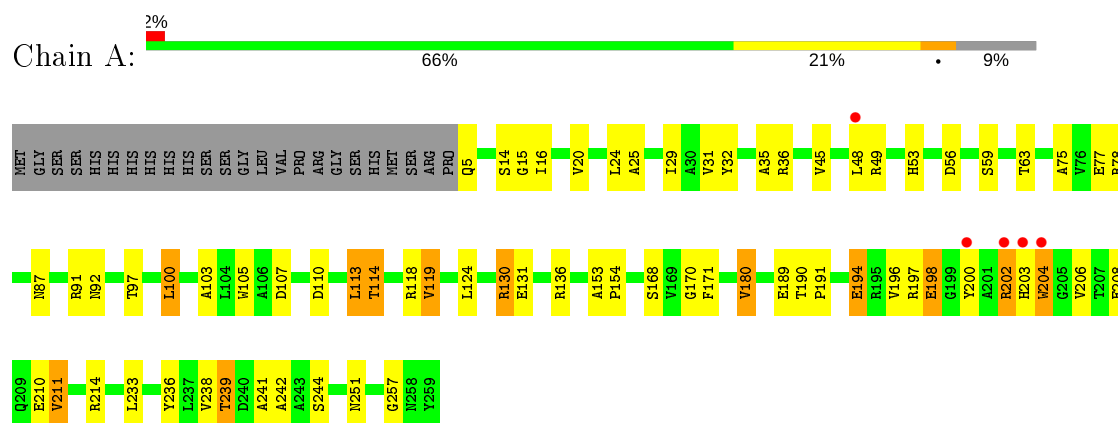 2%
Chain A:
66% 21% • 9%
MET GLY SER SER HIS HIS HIS HIS HIS HIS SER SER GLY LEU VAL PRO ARG GLY SER HIS MET SER ARG PRO Q5 S14 G15 I16 V20 L24 A25 I29 A30 V31 Y32 A35 R36 V45 L48 R49 H53 D56 S59 T63 A75 V76 E77
N87 R91 N92 T97 L100 A103 L104 W105 A106 D107 D110 L113 T114 R118 V119 L124 R130 E131 R136 A153 P154 S168 V169 G170 F171 V180 E189 T190 P191 E194 R195 V196 R197 E198 G199 Y200 A201 R202 H203 W204 G205 V206 T207
Q209 E210 V211 R214 L233 Y236 L237 V238 T239 D240 A241 A242 A243 S244 N251 G257 N258 Y259